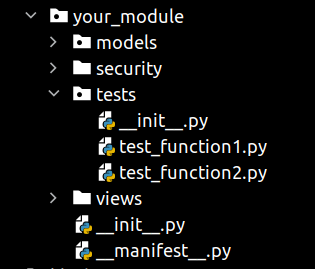 your_module
models
security
tests
__init__.py
test_function1.py
test_function2.py
views
__init__.py
__manifest__.py